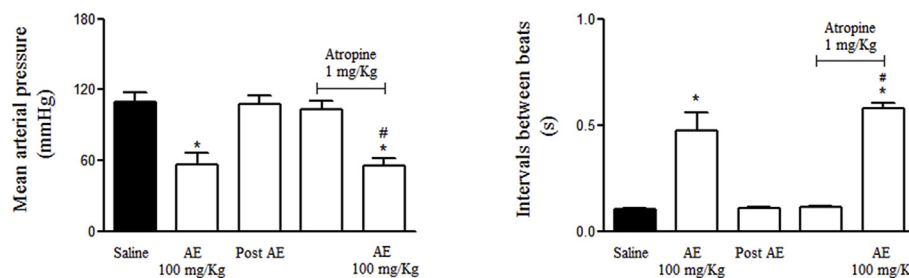 Mean arterial pressure
(mmHg)
180
120
60
0
*
Atropine
1 mg/Kg
#
*
Saline
AE
100 mg/Kg
Post AE
AE
100 mg/Kg
Intervals between beats
(s)
1.0
0.5
0.0
*
Atropine
1 mg/Kg
#
*
Saline
AE
100 mg/Kg
Post AE
AE
100 mg/K